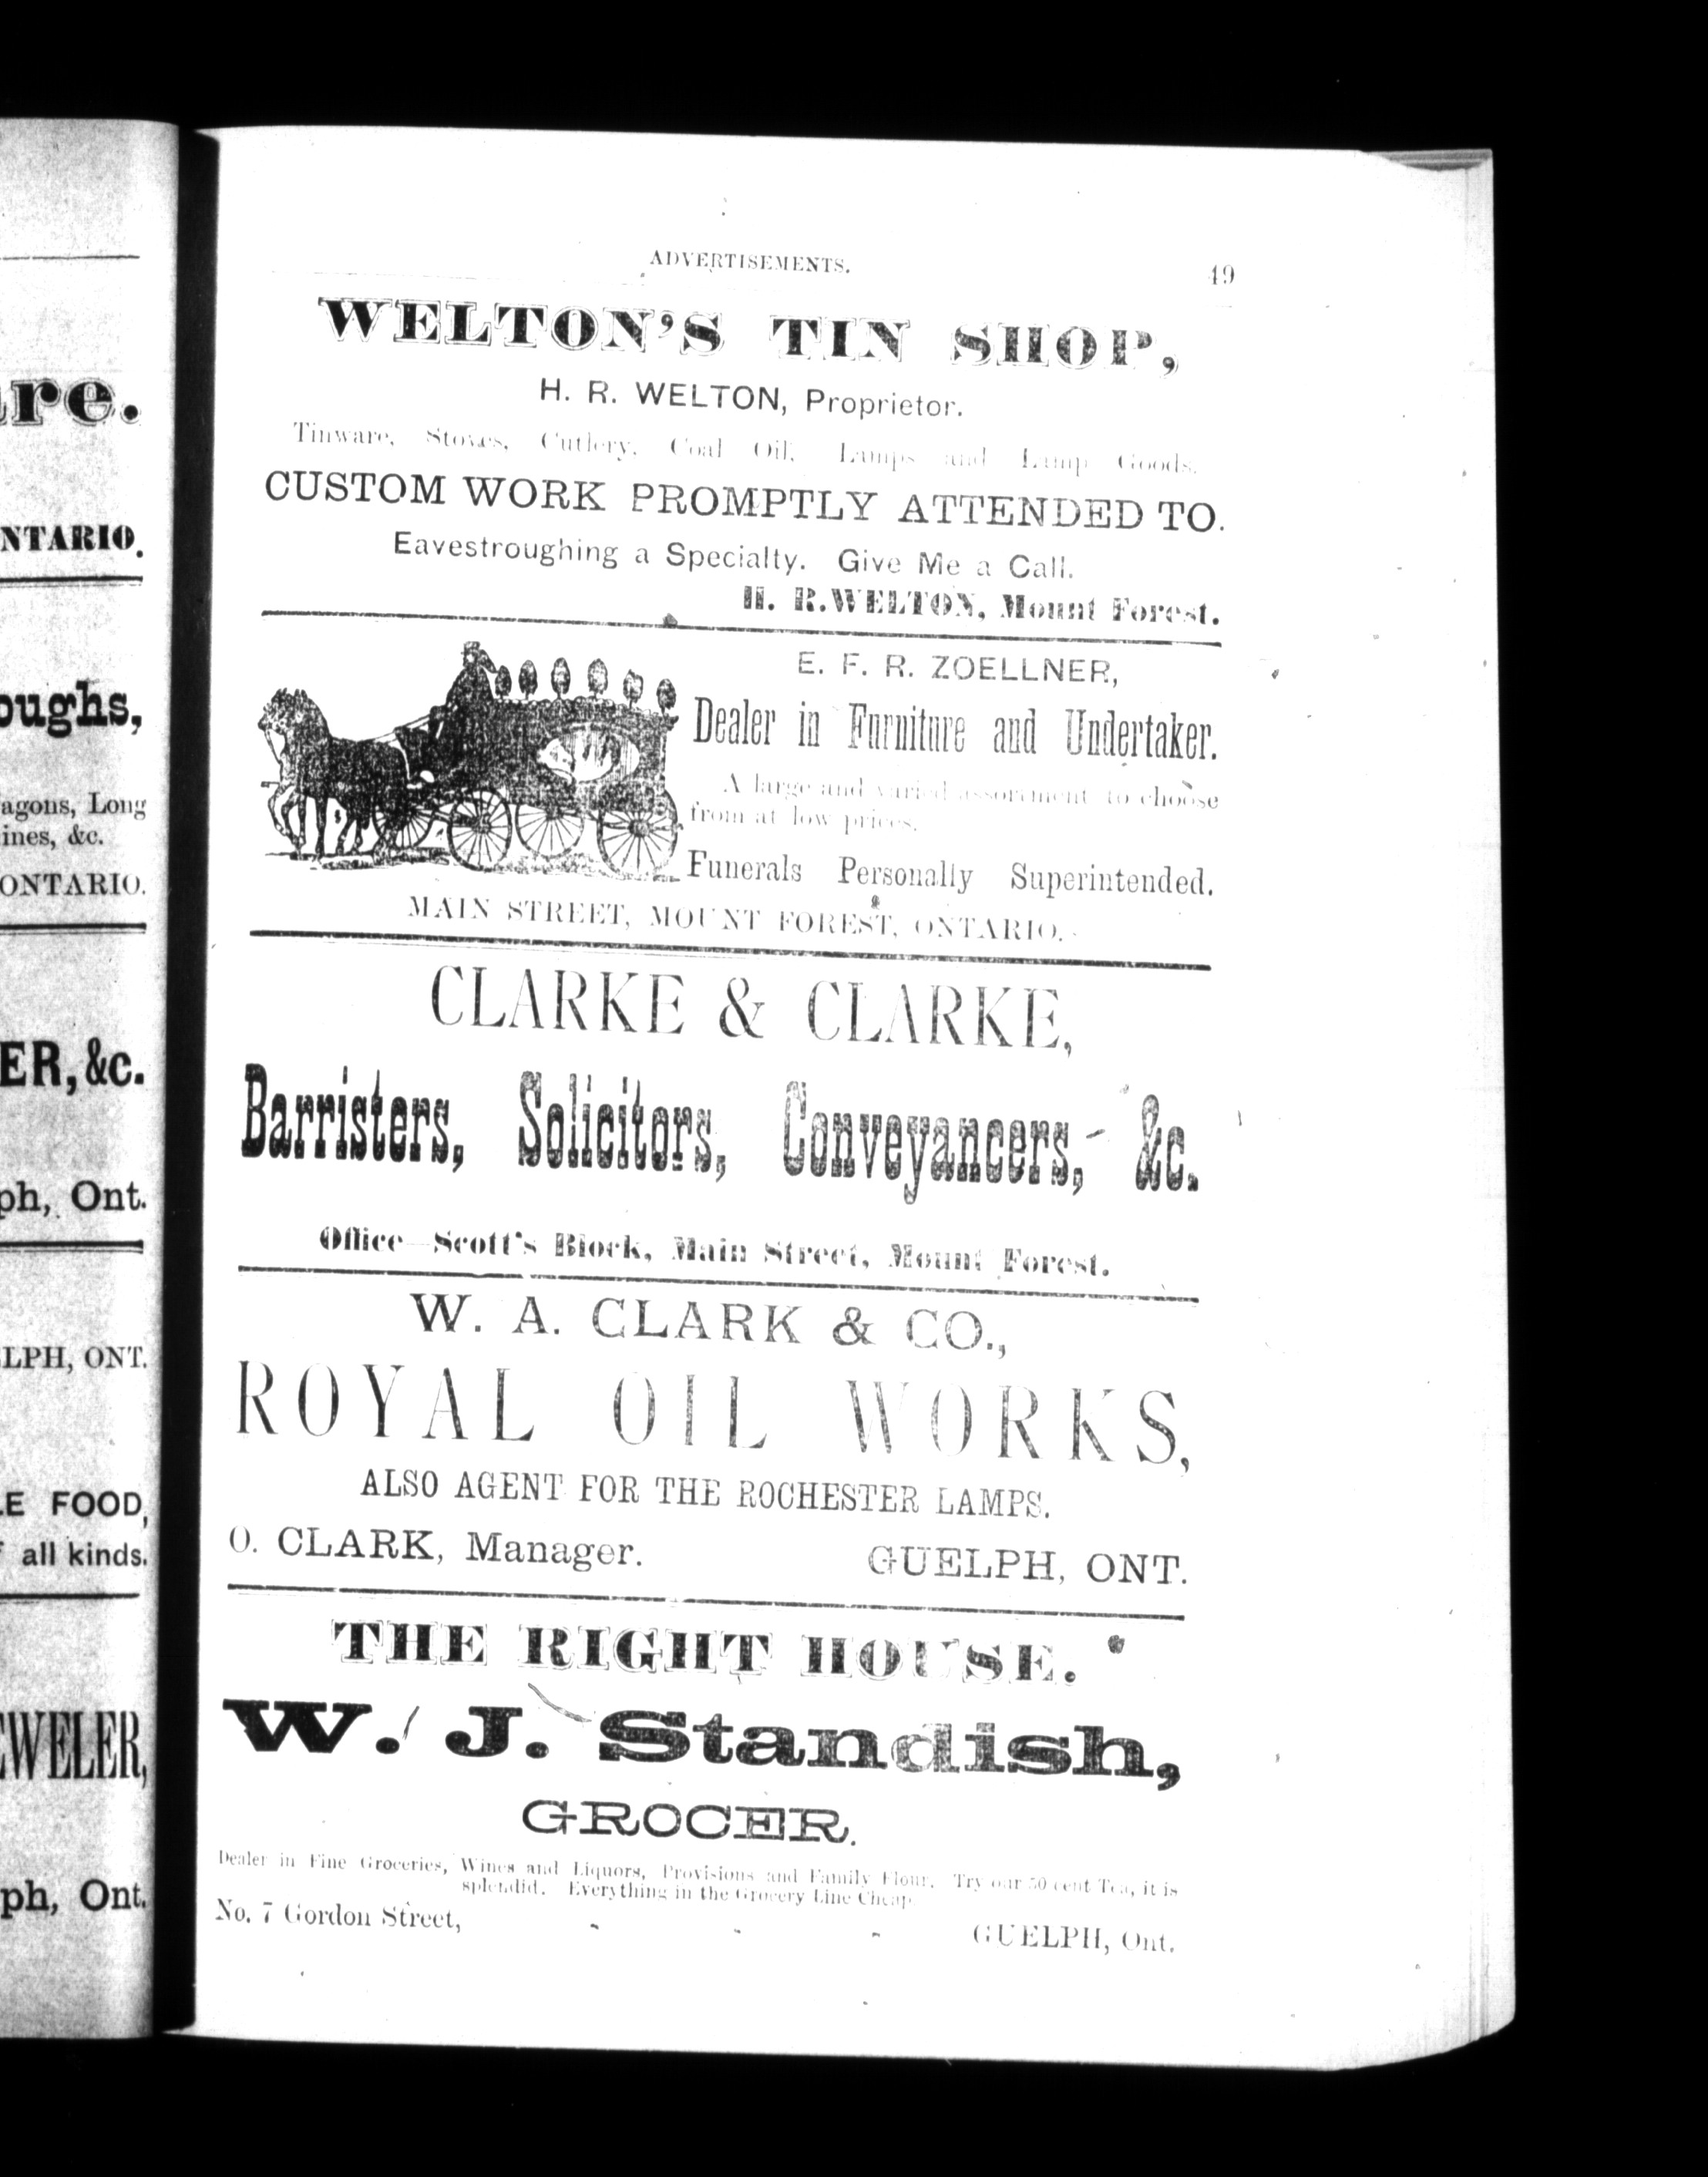 ADVERTISEMENTS. 49
WELTON'S TIN SHOP,
H. R. WELTON, Proprietor.
Tinware, Stoves, Cutlery, Coal Oil, Lamps and Lamp Goods.
CUSTOM WORK PROMPTLY ATTENDED TO.
Eavestroughing a Specialty. Give Me a Call.
H. R. WELTON, Mount Forest.
E. F. R. ZOELLNER,
Dealer in Furniture and Undertaker.
A large and varied assortment to choose
from at low prices.
Funerals Personally Superintended.
MAIN STREET, MOUNT FOREST, ONTARIO.
CLARKE & CLARKE,
Barristers, Solicitors, Conveyancers, &c.
Office—Scott's Block, Main Street, Mount Forest.
W. A. CLARK & CO.,
ROYAL OIL WORKS,
ALSO AGENT FOR THE ROCHESTER LAMPS.
O. CLARK, Manager. GUELPH, ONT.
THE RIGHT HOUSE.
W. J. Standish,
GROCER.
Dealer in Fine Groceries, Wines and Liquors, Provisions and Family Flour. Try our 50 cent Tea, it is
splendid. Everything in the Grocery Line Cheap.
No. 7 Gordon Street, - - - GUELPH, Ont.
re.
NTARIO.
oughs,
agons, Long
ines, &c.
ONTARIO.
ER, &c.
ph, Ont.
LPH, ONT.
E FOOD,
all kinds.
EWELER,
ph, Ont.